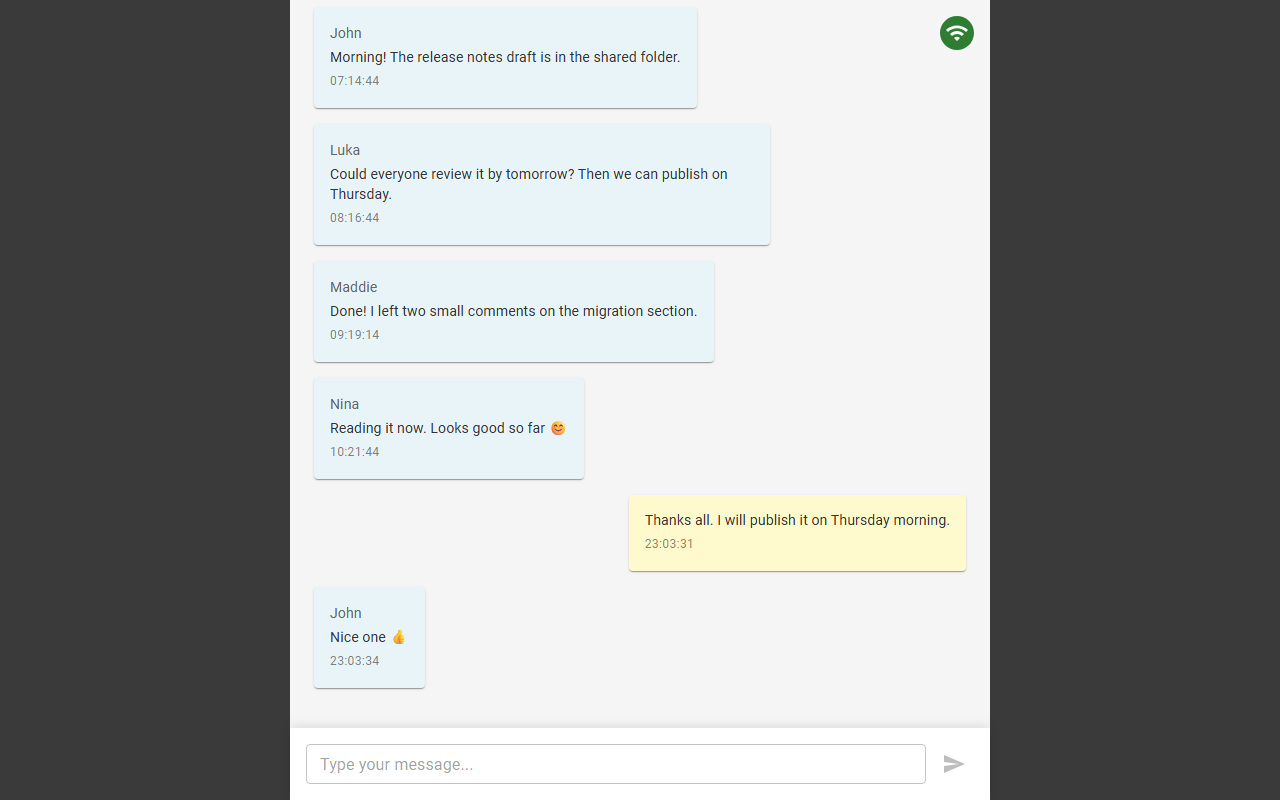 John
Morning! The release notes draft is in the shared folder.
07:14:44
Luka
Could everyone review it by tomorrow? Then we can publish on
Thursday.
08:16:44
Maddie
Done! I left two small comments on the migration section.
09:19:14
Nina
Reading it now. Looks good so far 😊
10:21:44
Thanks all. I will publish it on Thursday morning.
23:03:31
John
Nice one 👍
23:03:34
Type your message...